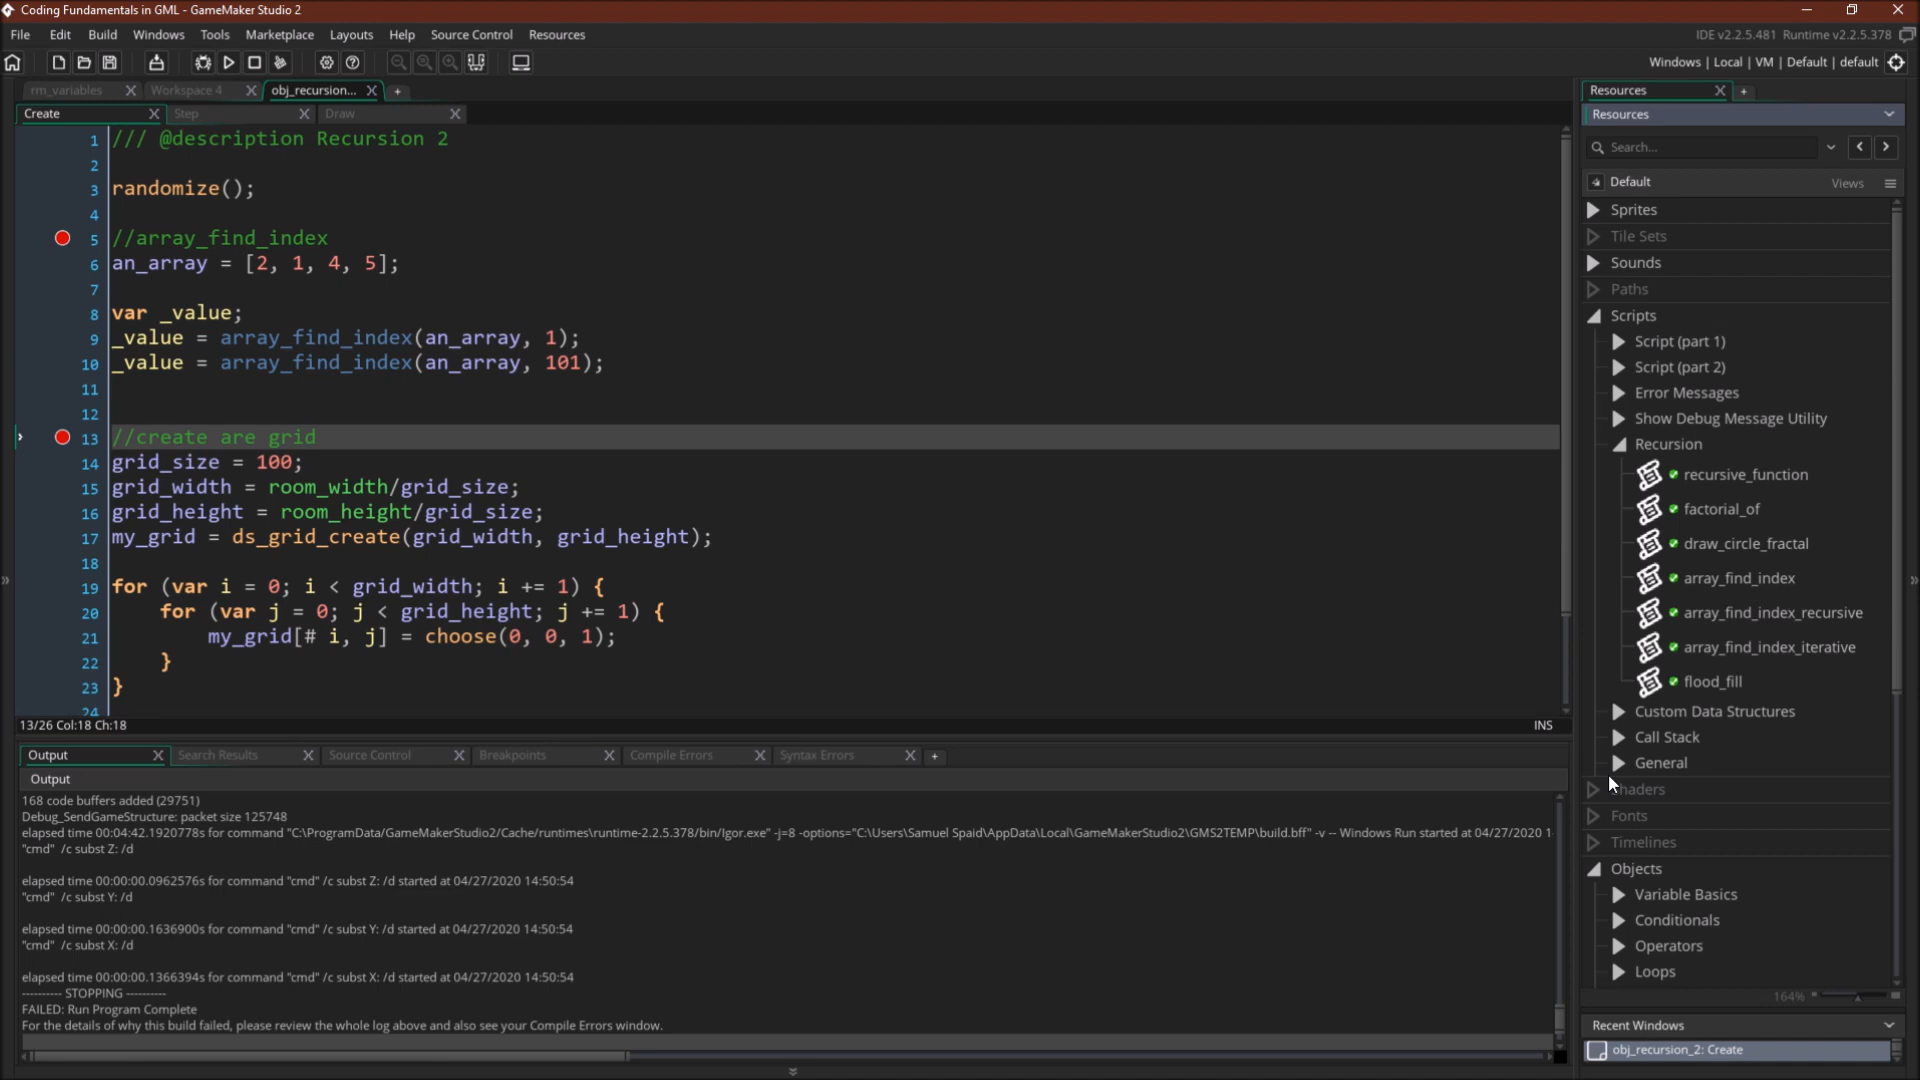 Coding Fundamentals in GML - GameMaker Studio 2
File Edit Build Windows Tools Marketplace Layouts Help Source Control Resources
IDE v2.2.5.481 Runtime v2.2.5.378
Windows | Local | VM | Default | default
rm_variables Workspace 4 obj_recursion... +
Create Step Draw
1 /// @description Recursion 2
2
3 randomize();
4
5 //array_find_index
6 an_array = [2, 1, 4, 5];
7
8 var _value;
9 _value = array_find_index(an_array, 1);
10 _value = array_find_index(an_array, 101);
11
12
13 //create are grid
14 grid_size = 100;
15 grid_width = room_width/grid_size;
16 grid_height = room_height/grid_size;
17 my_grid = ds_grid_create(grid_width, grid_height);
18
19 for (var i = 0; i < grid_width; i += 1) {
20 for (var j = 0; j < grid_height; j += 1) {
21 my_grid[# i, j] = choose(0, 0, 1);
22 }
23 }
24
13/26 Col:18 Ch:18
INS
Output Search Results Source Control Breakpoints Compile Errors Syntax Errors +
Output
168 code buffers added (29751)
Debug_SendGameStructure: packet size 125748
elapsed time 00:04:42.1920778s for command "C:\ProgramData/GameMakerStudio2/Cache/runtimes\runtime-2.2.5.378/bin/Igor.exe" -j=8 -options="C:\Users\Samuel Spaid\AppData\Local\GameMakerStudio2\GMS2TEMP\build.bff" -v -- Windows Run started at 04/27/2020 1
"cmd" /c subst Z: /d
elapsed time 00:00:00.0962576s for command "cmd" /c subst Z: /d started at 04/27/2020 14:50:54
"cmd" /c subst Y: /d
elapsed time 00:00:00.1636900s for command "cmd" /c subst Y: /d started at 04/27/2020 14:50:54
"cmd" /c subst X: /d
elapsed time 00:00:00.1366394s for command "cmd" /c subst X: /d started at 04/27/2020 14:50:54
---------- STOPPING ----------
FAILED: Run Program Complete
For the details of why this build failed, please review the whole log above and also see your Compile Errors window.
Resources +
Resources
Search...
Default Views
Sprites
Tile Sets
Sounds
Paths
Scripts
Script (part 1)
Script (part 2)
Error Messages
Show Debug Message Utility
Recursion
recursive_function
factorial_of
draw_circle_fractal
array_find_index
array_find_index_recursive
array_find_index_iterative
flood_fill
Custom Data Structures
Call Stack
General
haders
Fonts
Timelines
Objects
Variable Basics
Conditionals
Operators
Loops
164%
Recent Windows
obj_recursion_2: Create